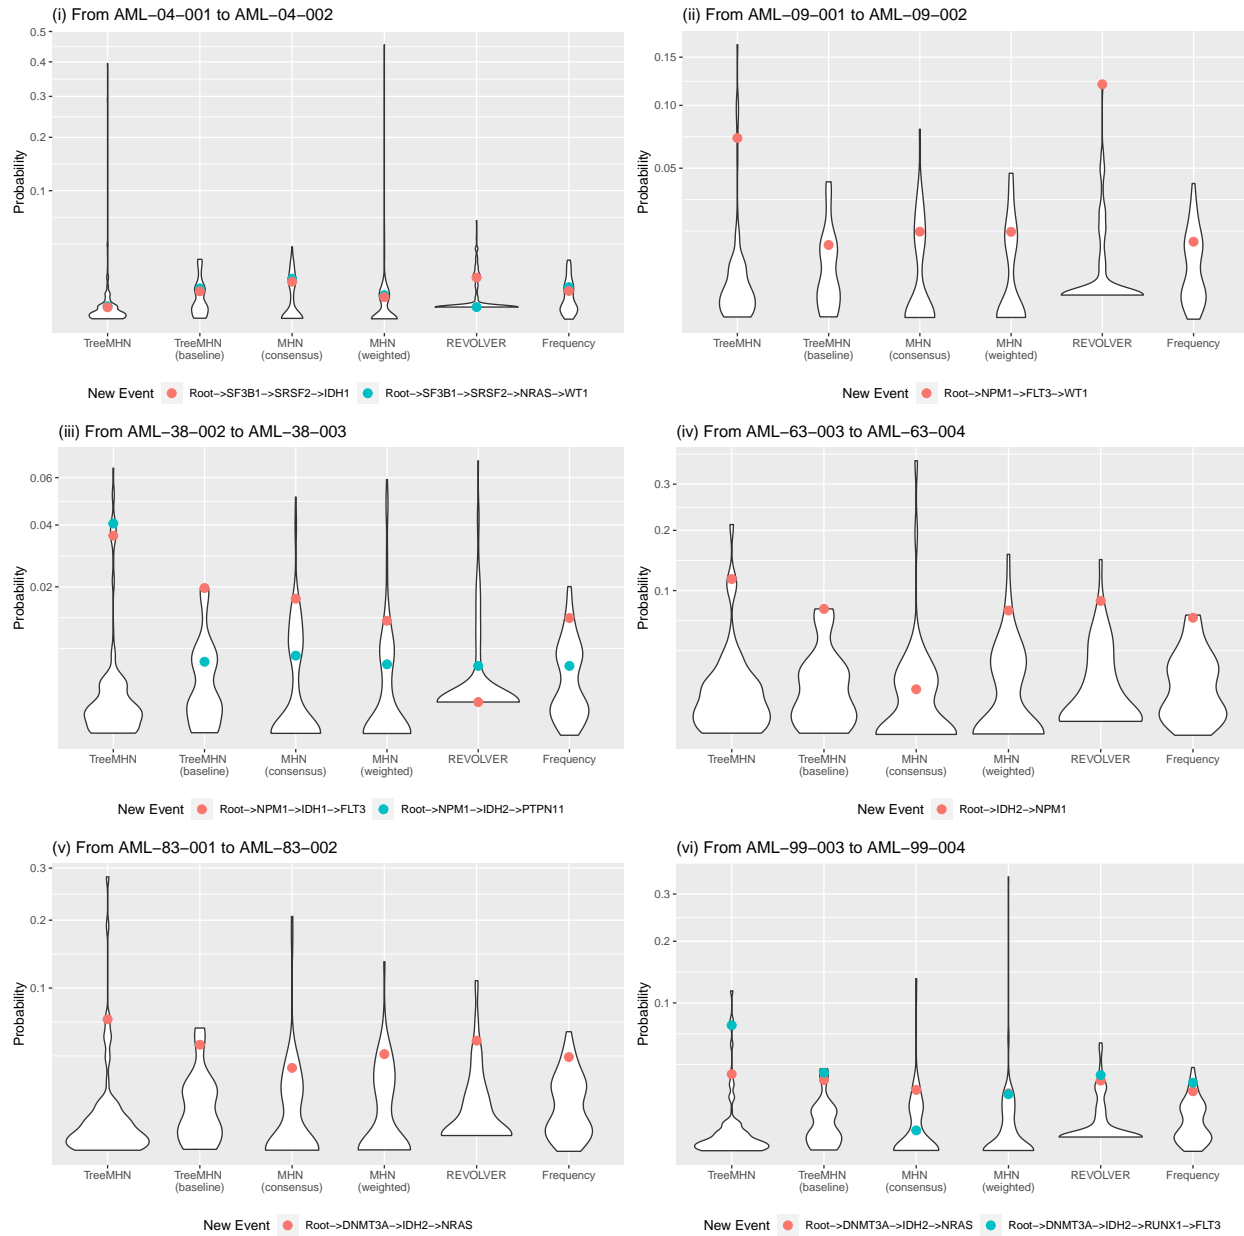 (i) From AML−04−001 to AML−04−002
0.5
0.4
0.3
0.2
0.1
Probability
TreeMHN
TreeMHN
(baseline)
MHN
(consensus)
MHN
(weighted)
REVOLVER
Frequency
New Event
Root−>SF3B1−>SRSF2−>IDH1
Root−>SF3B1−>SRSF2−>NRAS−>WT1
(ii) From AML−09−001 to AML−09−002
0.15
0.10
0.05
Probability
TreeMHN
TreeMHN
(baseline)
MHN
(consensus)
MHN
(weighted)
REVOLVER
Frequency
New Event
Root−>NPM1−>FLT3−>WT1
(iii) From AML−38−002 to AML−38−003
0.06
0.04
0.02
Probability
TreeMHN
TreeMHN
(baseline)
MHN
(consensus)
MHN
(weighted)
REVOLVER
Frequency
New Event
Root−>NPM1−>IDH1−>FLT3
Root−>NPM1−>IDH2−>PTPN11
(iv) From AML−63−003 to AML−63−004
0.3
0.2
0.1
Probability
TreeMHN
TreeMHN
(baseline)
MHN
(consensus)
MHN
(weighted)
REVOLVER
Frequency
New Event
Root−>IDH2−>NPM1
(v) From AML−83−001 to AML−83−002
0.3
0.2
0.1
Probability
TreeMHN
TreeMHN
(baseline)
MHN
(consensus)
MHN
(weighted)
REVOLVER
Frequency
New Event
Root−>DNMT3A−>IDH2−>NRAS
(vi) From AML−99−003 to AML−99−004
0.3
0.2
0.1
Probability
TreeMHN
TreeMHN
(baseline)
MHN
(consensus)
MHN
(weighted)
REVOLVER
Frequency
New Event
Root−>DNMT3A−>IDH2−>NRAS
Root−>DNMT3A−>IDH2−>RUNX1−>FLT3